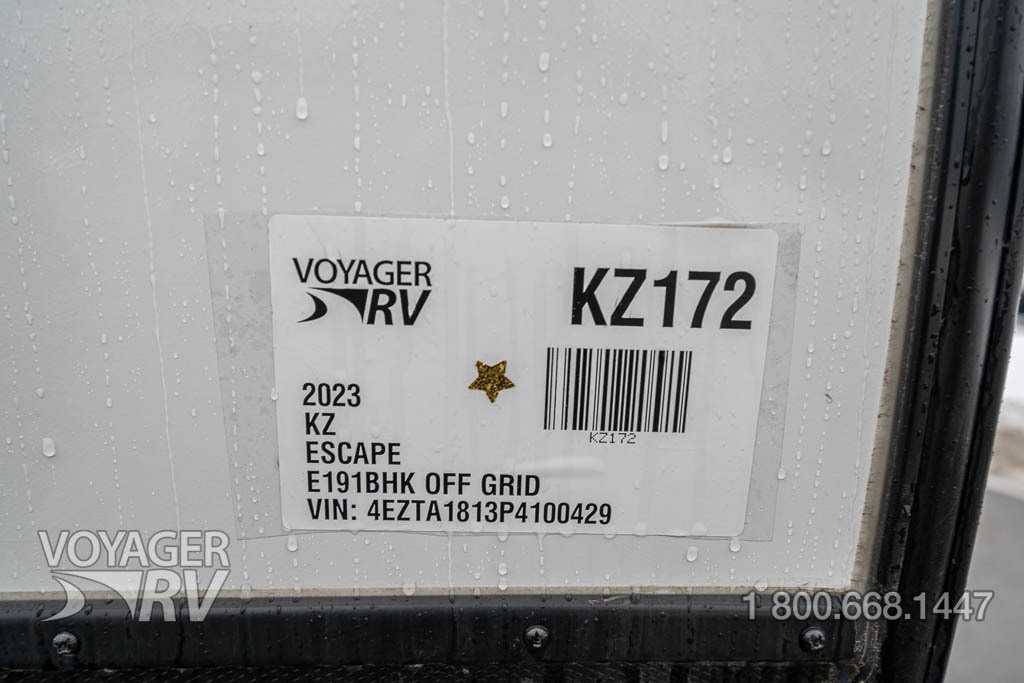 VOYAGER
RV
KZ172
KZ172
2023
KZ
ESCAPE
E191BHK OFF GRID
VIN: 4EZTA1813P4100429
VOYAGER
RV
1 800.668.1447